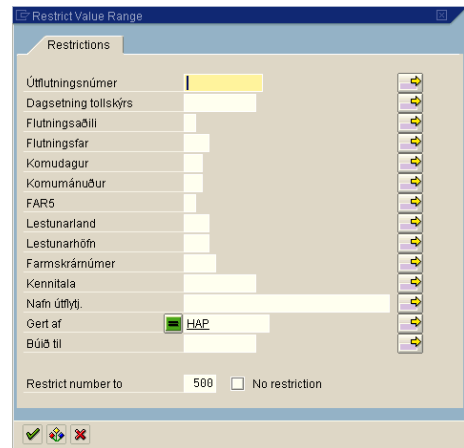 Restrict Value Range
Restrictions
Útflutningsnúmer
Dagsetning tollskýrs
Flutningsaðili
Flutningsfar
Komudagur
Komumánuður
FAR5
Lestunarland
Lestunarhöfn
Farmskrárnúmer
Kennitala
Nafn útflytj.
Gert af HAP
Búið til
Restrict number to 500 No restriction